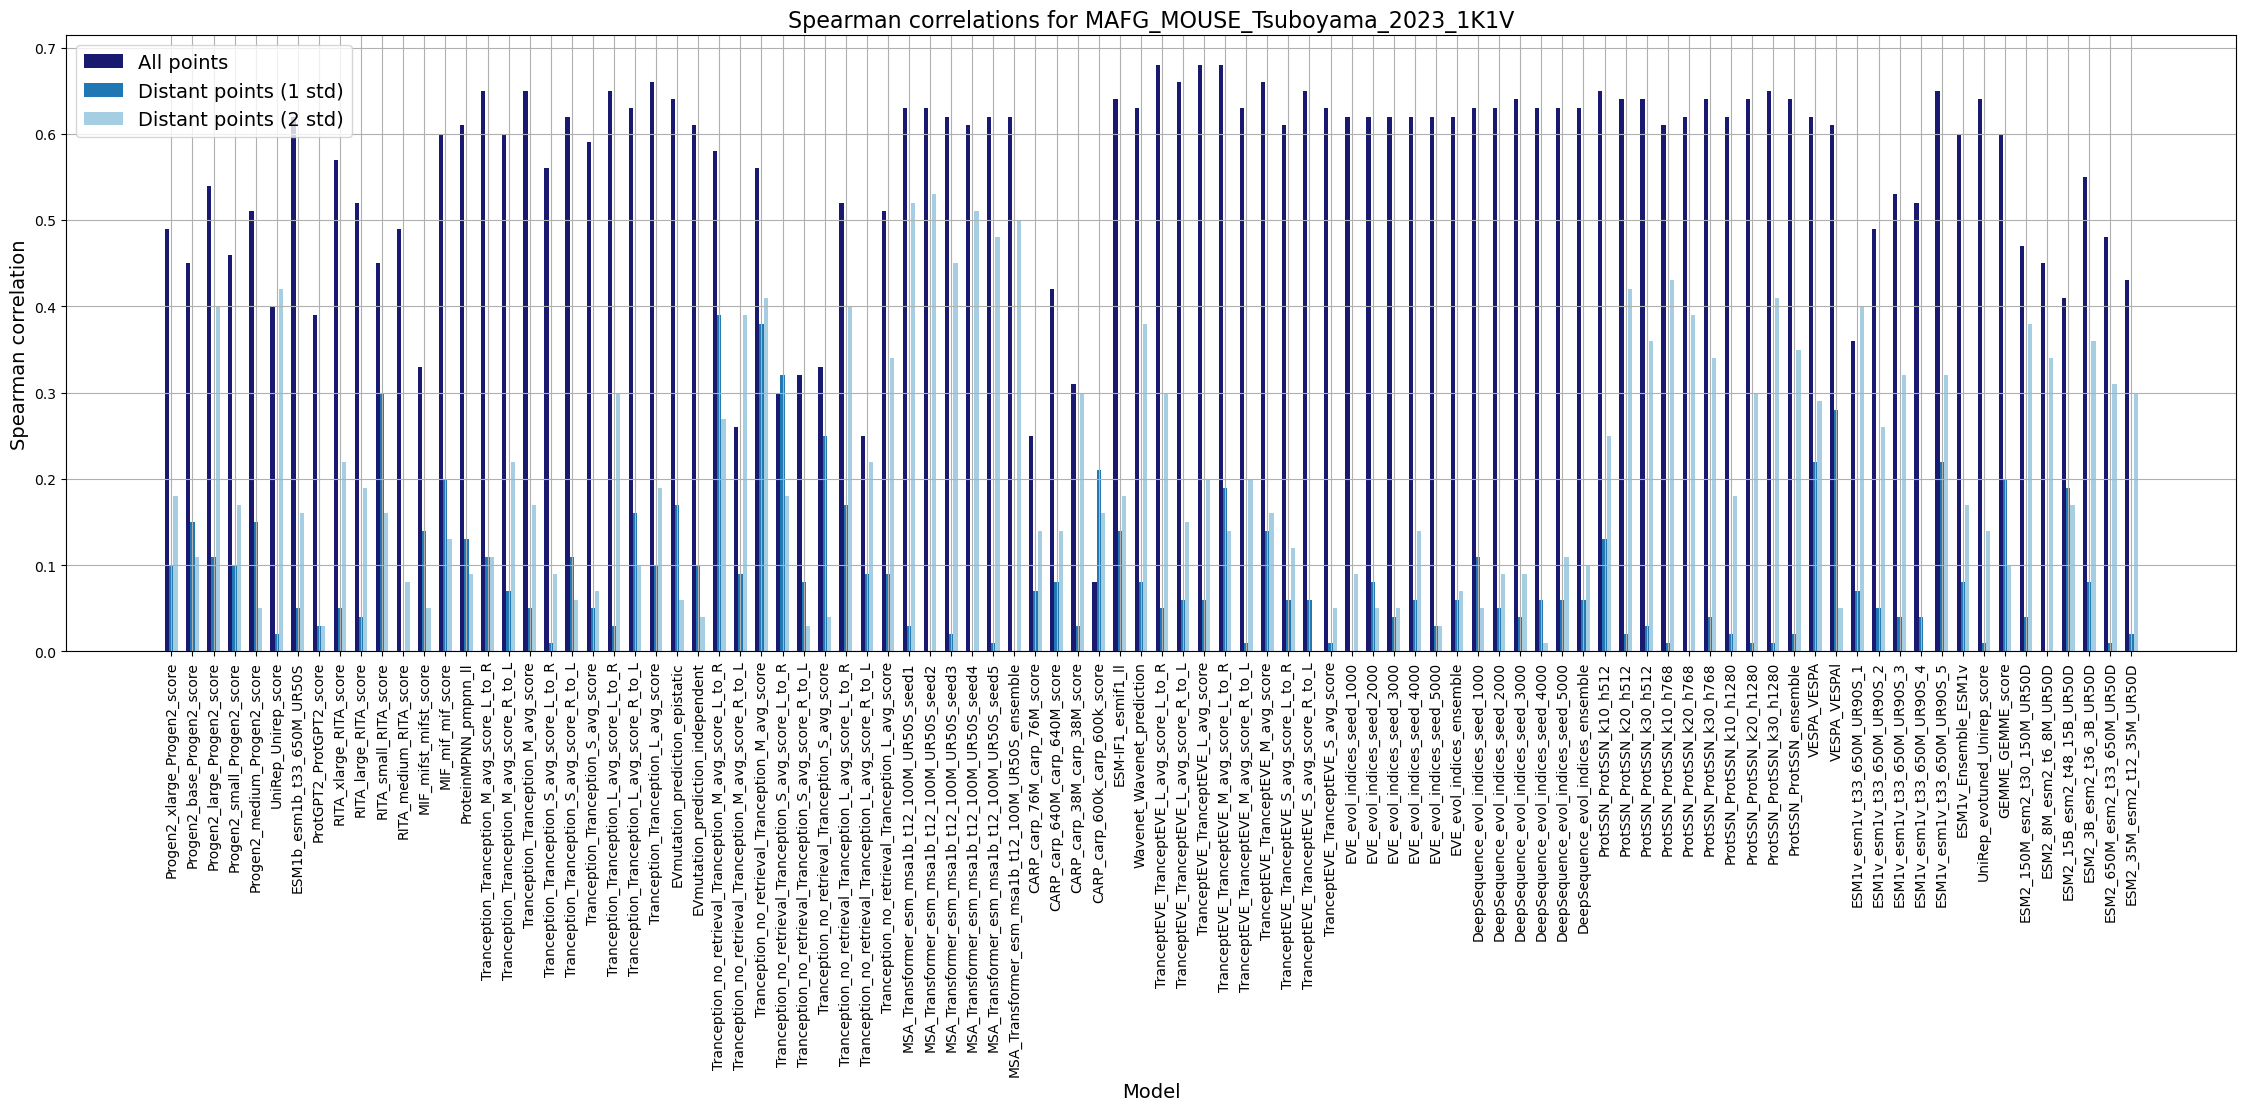 Spearman correlations for MAFG_MOUSE_Tsuboyama_2023_1K1V
All points
Distant points (1 std)
Distant points (2 std)
Spearman correlation
0.7
0.6
0.5
0.4
0.3
0.2
0.1
0.0
Progen2_xlarge_Progen2_score
Progen2_base_Progen2_score
Progen2_large_Progen2_score
Progen2_small_Progen2_score
Progen2_medium_Progen2_score
UniRep_Unirep_score
ESM1b_esm1b_t33_650M_UR50S
ProtGPT2_ProtGPT2_score
RITA_xlarge_RITA_score
RITA_large_RITA_score
RITA_small_RITA_score
RITA_medium_RITA_score
MIF_mifst_mifst_score
MIF_mif_mif_score
ProteinMPNN_pmpnn_ll
Tranception_Tranception_M_avg_score_L_to_R
Tranception_Tranception_M_avg_score_R_to_L
Tranception_Tranception_M_avg_score
Tranception_Tranception_S_avg_score_L_to_R
Tranception_Tranception_S_avg_score_R_to_L
Tranception_Tranception_S_avg_score
Tranception_Tranception_L_avg_score_L_to_R
Tranception_Tranception_L_avg_score_R_to_L
Tranception_Tranception_L_avg_score
EVmutation_prediction_epistatic
EVmutation_prediction_independent
Tranception_no_retrieval_Tranception_M_avg_score_L_to_R
Tranception_no_retrieval_Tranception_M_avg_score_R_to_L
Tranception_no_retrieval_Tranception_M_avg_score
Tranception_no_retrieval_Tranception_S_avg_score_L_to_R
Tranception_no_retrieval_Tranception_S_avg_score_R_to_L
Tranception_no_retrieval_Tranception_S_avg_score
Tranception_no_retrieval_Tranception_L_avg_score_L_to_R
Tranception_no_retrieval_Tranception_L_avg_score_R_to_L
Tranception_no_retrieval_Tranception_L_avg_score
MSA_Transformer_esm_msa1b_t12_100M_UR50S_seed1
MSA_Transformer_esm_msa1b_t12_100M_UR50S_seed2
MSA_Transformer_esm_msa1b_t12_100M_UR50S_seed3
MSA_Transformer_esm_msa1b_t12_100M_UR50S_seed4
MSA_Transformer_esm_msa1b_t12_100M_UR50S_seed5
MSA_Transformer_esm_msa1b_t12_100M_UR50S_ensemble
CARP_carp_76M_carp_76M_score
CARP_carp_640M_carp_640M_score
CARP_carp_38M_carp_38M_score
CARP_carp_600k_carp_600k_score
ESM-IF1_esmif1_ll
Wavenet_Wavenet_prediction
TranceptEVE_TranceptEVE_L_avg_score_L_to_R
TranceptEVE_TranceptEVE_L_avg_score_R_to_L
TranceptEVE_TranceptEVE_L_avg_score
TranceptEVE_TranceptEVE_M_avg_score_L_to_R
TranceptEVE_TranceptEVE_M_avg_score_R_to_L
TranceptEVE_TranceptEVE_M_avg_score
TranceptEVE_TranceptEVE_S_avg_score_L_to_R
TranceptEVE_TranceptEVE_S_avg_score_R_to_L
TranceptEVE_TranceptEVE_S_avg_score
EVE_evol_indices_seed_1000
EVE_evol_indices_seed_2000
EVE_evol_indices_seed_3000
EVE_evol_indices_seed_4000
EVE_evol_indices_seed_5000
EVE_evol_indices_ensemble
DeepSequence_evol_indices_seed_1000
DeepSequence_evol_indices_seed_2000
DeepSequence_evol_indices_seed_3000
DeepSequence_evol_indices_seed_4000
DeepSequence_evol_indices_seed_5000
DeepSequence_evol_indices_ensemble
ProtSSN_ProtSSN_k10_h512
ProtSSN_ProtSSN_k20_h512
ProtSSN_ProtSSN_k30_h512
ProtSSN_ProtSSN_k10_h768
ProtSSN_ProtSSN_k20_h768
ProtSSN_ProtSSN_k30_h768
ProtSSN_ProtSSN_k10_h1280
ProtSSN_ProtSSN_k20_h1280
ProtSSN_ProtSSN_k30_h1280
ProtSSN_ProtSSN_ensemble
VESPA_VESPA
VESPA_VESPAl
ESM1v_esm1v_t33_650M_UR90S_1
ESM1v_esm1v_t33_650M_UR90S_2
ESM1v_esm1v_t33_650M_UR90S_3
ESM1v_esm1v_t33_650M_UR90S_4
ESM1v_esm1v_t33_650M_UR90S_5
ESM1v_Ensemble_ESM1v
UniRep_evotuned_Unirep_score
GEMME_GEMME_score
ESM2_150M_esm2_t30_150M_UR50D
ESM2_8M_esm2_t6_8M_UR50D
ESM2_15B_esm2_t48_15B_UR50D
ESM2_3B_esm2_t36_3B_UR50D
ESM2_650M_esm2_t33_650M_UR50D
ESM2_35M_esm2_t12_35M_UR50D
Model